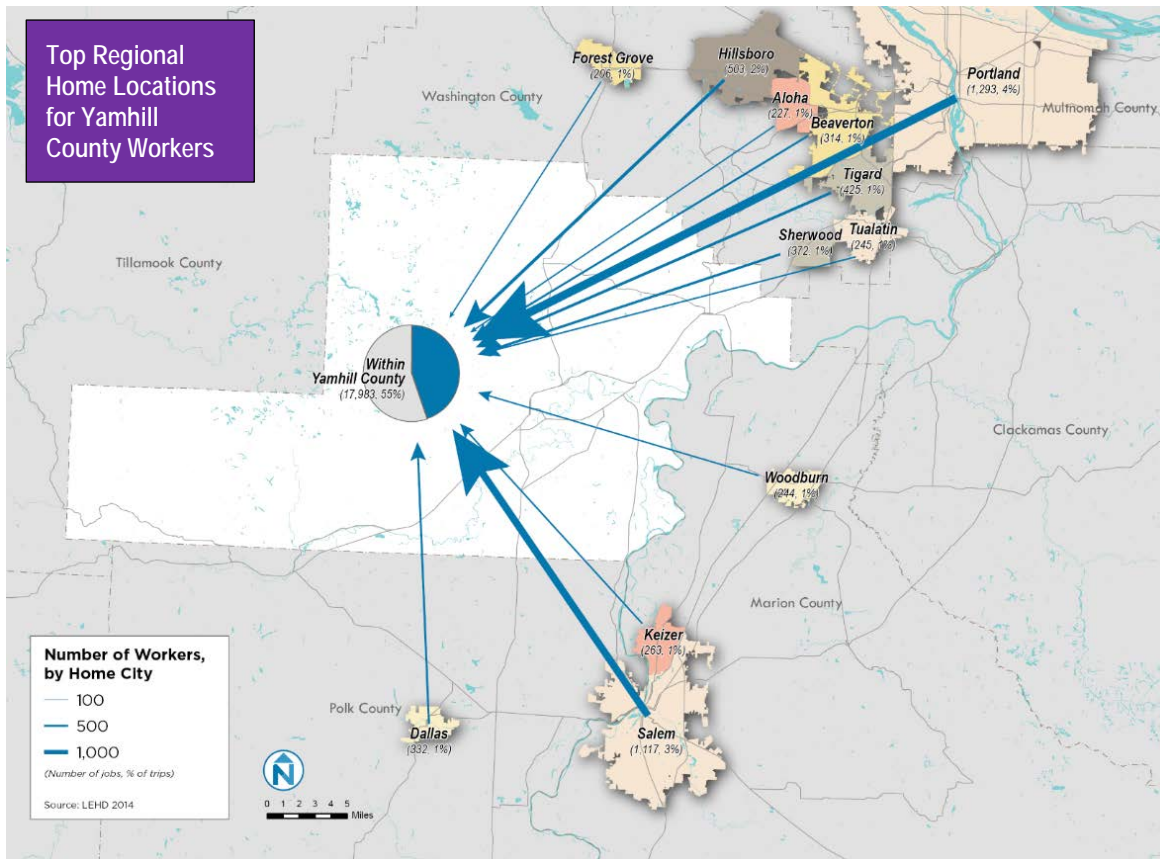 Top Regional
Home Locations
for Yamhill
County Workers
Forest Grove
(206, 1%)
Hillsboro
(503, 2%)
Portland
(1,293, 4%)
Washington County
Aloha
(227, 1%)
Multnomah County
Beaverton
(314, 1%)
Tigard
(425, 1%)
Sherwood
(372, 1%)
Tualatin
(245, 1%)
Tillamook County
Within
Yamhill County
(17,983, 55%)
Clackamas County
Woodburn
(244, 1%)
Marion County
Keizer
(263, 1%)
Number of Workers,
by Home City
100
500
1,000
(Number of jobs, % of trips)
Source: LEHD 2014
Polk County
Dallas
(332, 1%)
Salem
(1,117, 3%)
N
0 1 2 3 4 5
Miles